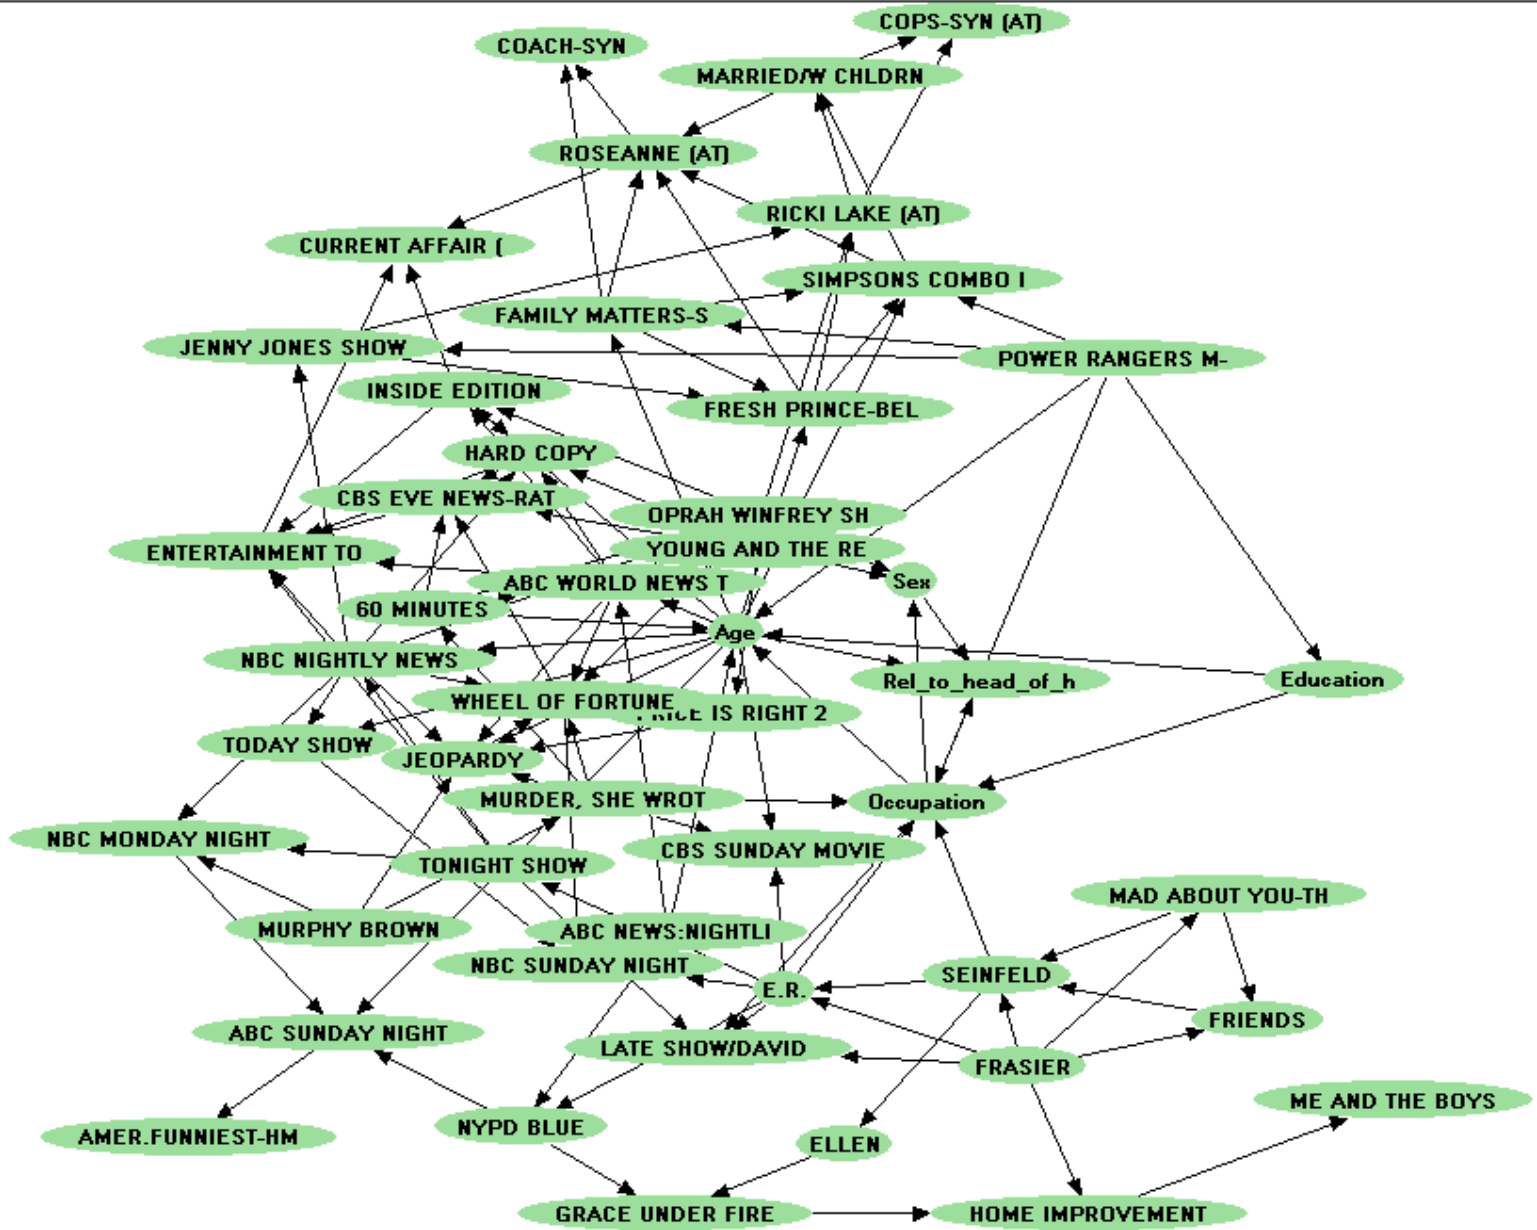 COPS-SYN (AT)
COACH-SYN
MARRIED/W CHLDRN
ROSEANNE (AT)
RICKI LAKE (AT)
CURRENT AFFAIR (
SIMPSONS COMBO I
FAMILY MATTERS-S
JENNY JONES SHOW
POWER RANGERS M-
INSIDE EDITION
FRESH PRINCE-BEL
HARD COPY
CBS EVE NEWS-RAT
OPRAH WINFREY SH
ENTERTAINMENT TO
YOUNG AND THE RE
ABC WORLD NEWS T
Sex
60 MINUTES
Age
NBC NIGHTLY NEWS
Rel_to_head_of_h
Education
WHEEL OF FORTUNE
PRICE IS RIGHT 2
TODAY SHOW
JEOPARDY
MURDER, SHE WROT
Occupation
NBC MONDAY NIGHT
CBS SUNDAY MOVIE
TONIGHT SHOW
MAD ABOUT YOU-TH
MURPHY BROWN
ABC NEWS:NIGHTLI
NBC SUNDAY NIGHT
SEINFELD
E.R.
FRIENDS
ABC SUNDAY NIGHT
LATE SHOW/DAVID
FRASIER
ME AND THE BOYS
NYPD BLUE
AMER.FUNNIEST-HM
ELLEN
GRACE UNDER FIRE
HOME IMPROVEMENT